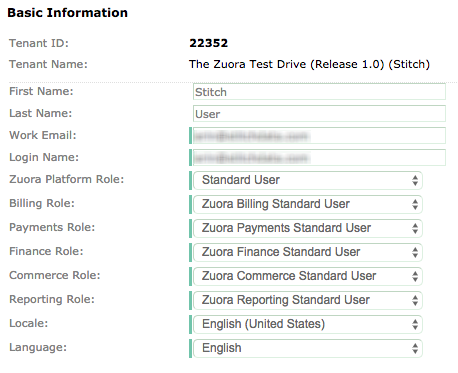 Basic Information
Tenant ID: 22352
Tenant Name: The Zuora Test Drive (Release 1.0) (Stitch)
First Name: Stitch
Last Name: User
Work Email:
Login Name:
Zuora Platform Role: Standard User
Billing Role: Zuora Billing Standard User
Payments Role: Zuora Payments Standard User
Finance Role: Zuora Finance Standard User
Commerce Role: Zuora Commerce Standard User
Reporting Role: Zuora Reporting Standard User
Locale: English (United States)
Language: English